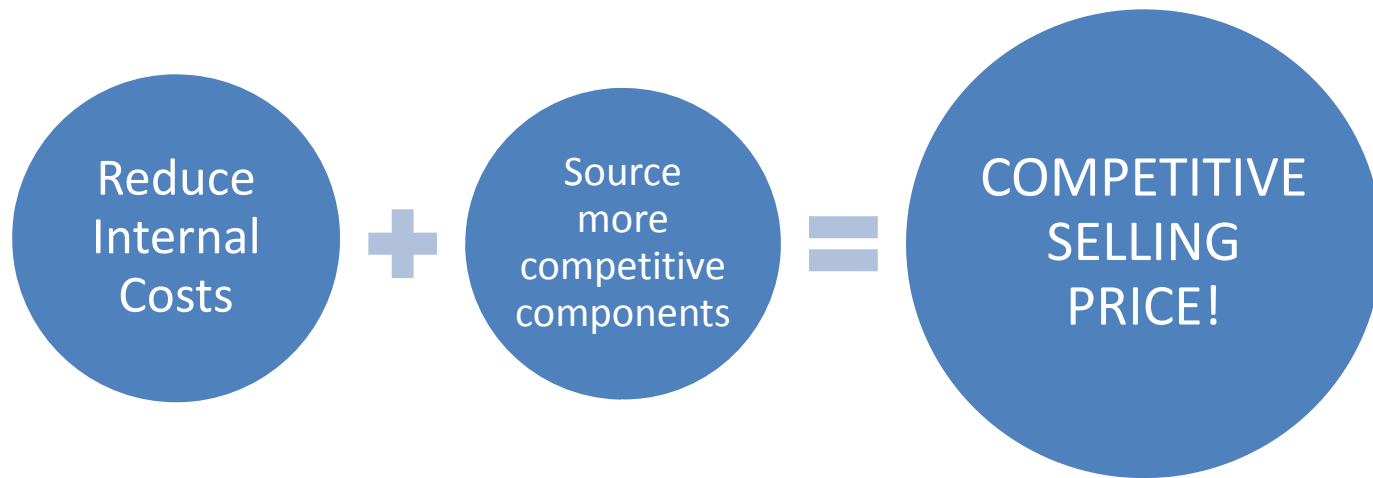 Reduce
Internal
Costs
Source
more
competitive
components
COMPETITIVE
SELLING
PRICE!